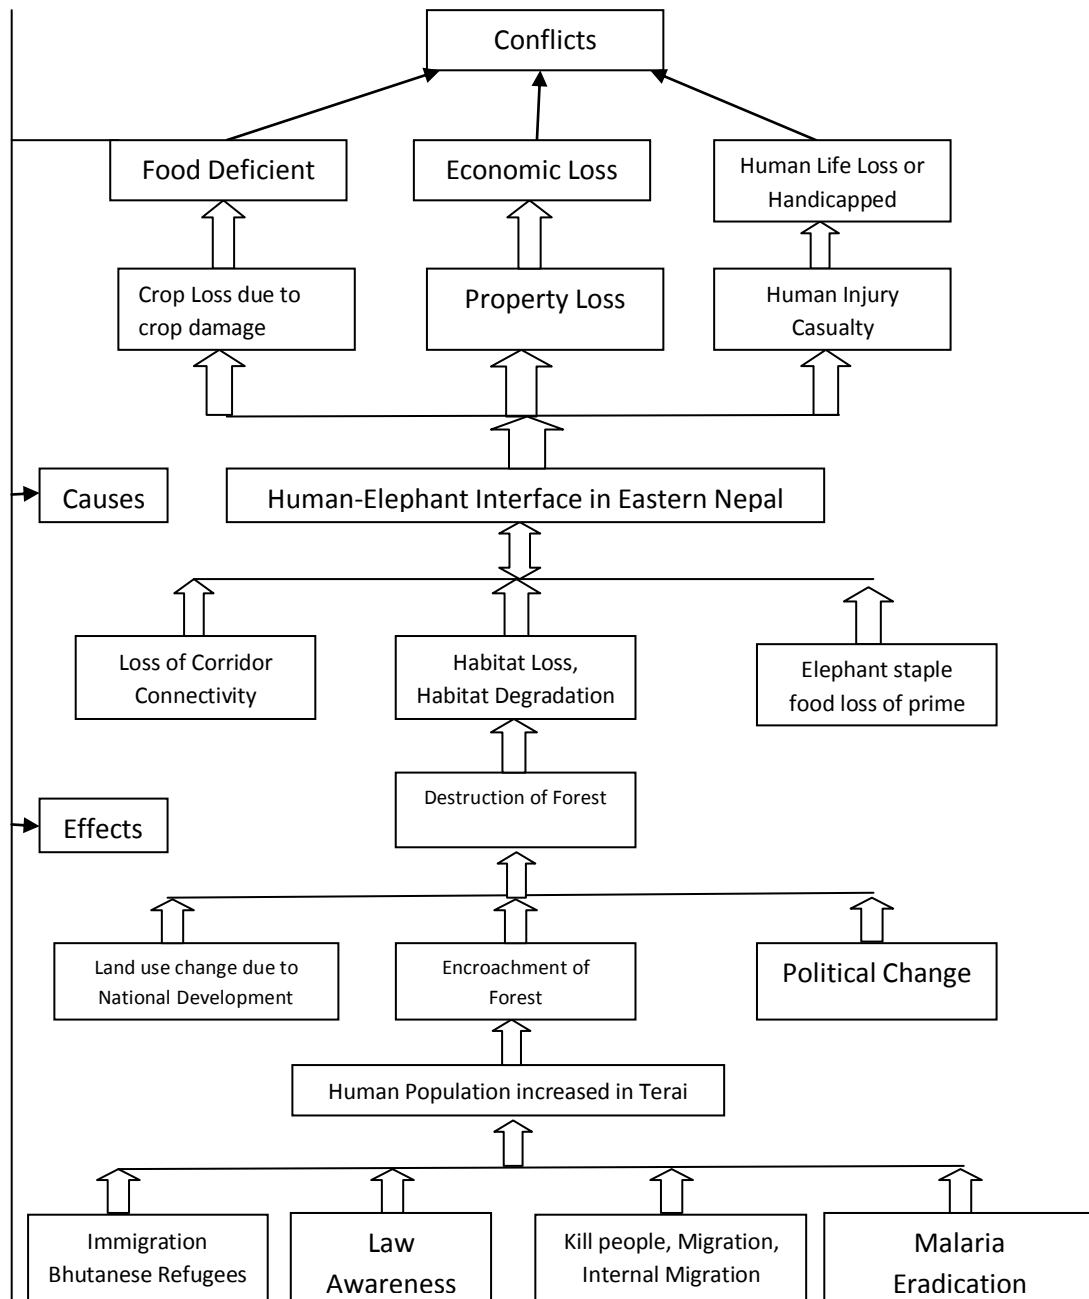 Conflicts
Food Deficient
Economic Loss
Human Life Loss or
Handicapped
Crop Loss due to
crop damage
Property Loss
Human Injury
Casualty
Causes
Human-Elephant Interface in Eastern Nepal
Loss of Corridor
Connectivity
Habitat Loss,
Habitat Degradation
Elephant staple
food loss of prime
Destruction of Forest
Effects
Land use change due to
National Development
Encroachment of
Forest
Political Change
Human Population increased in Terai
Immigration
Bhutanese Refugees
Law
Awareness
Kill people, Migration,
Internal Migration
Malaria
Eradication